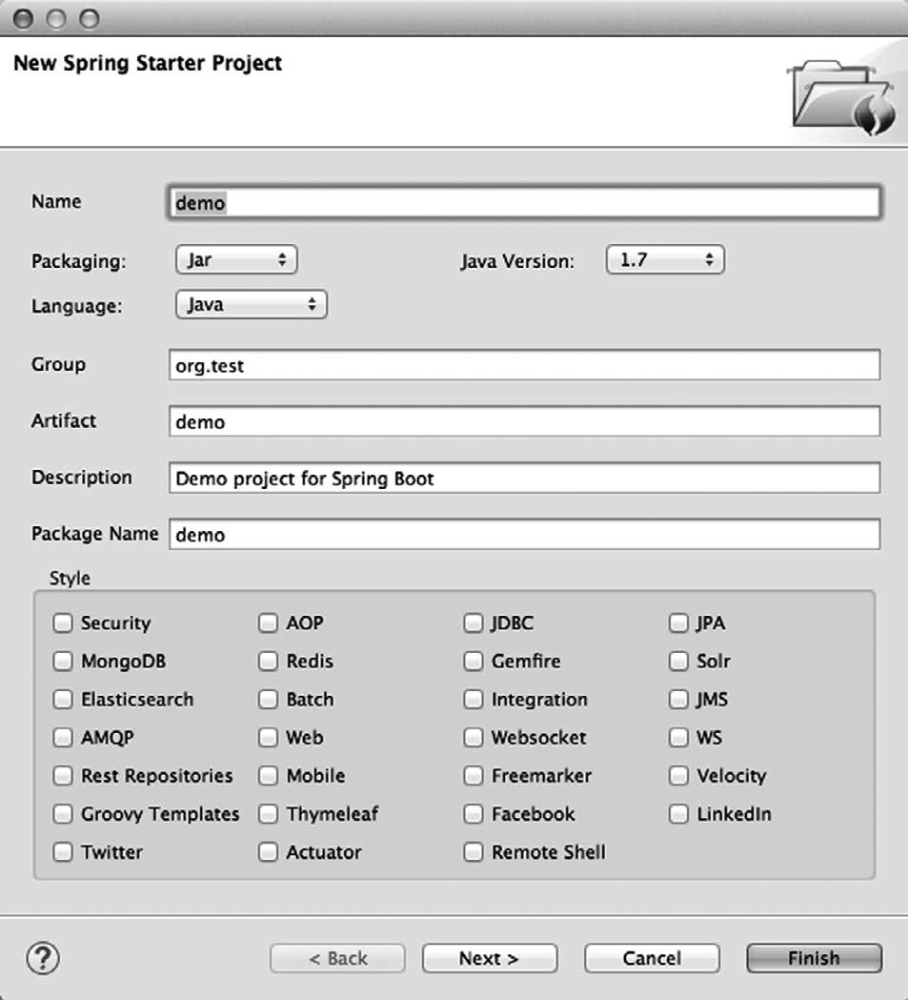 New Spring Starter Project
Name demo
Packaging: Jar Java Version: 1.7
Language: Java
Group org.test
Artifact demo
Description Demo project for Spring Boot
Package Name demo
Style
Security AOP JDBC JPA
MongoDB Redis Gemfire Solr
Elasticsearch Batch Integration JMS
AMQP Web Websocket WS
Rest Repositories Mobile Freemarker Velocity
Groovy Templates Thymeleaf Facebook LinkedIn
Twitter Actuator Remote Shell
? < Back Next > Cancel Finish